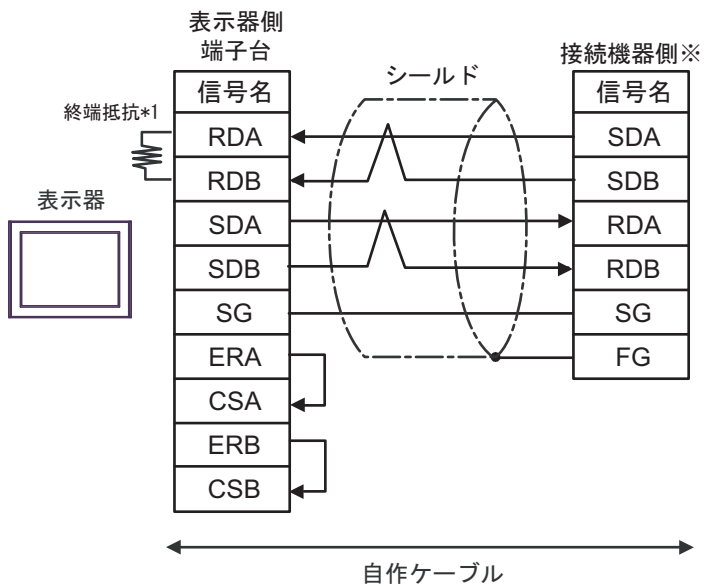 表示器側
端子台
接続機器側※
シールド
信号名
信号名
終端抵抗*1
RDA
SDA
RDB
SDB
表示器
SDA
RDA
SDB
RDB
SG
SG
ERA
FG
CSA
ERB
CSB
自作ケーブル